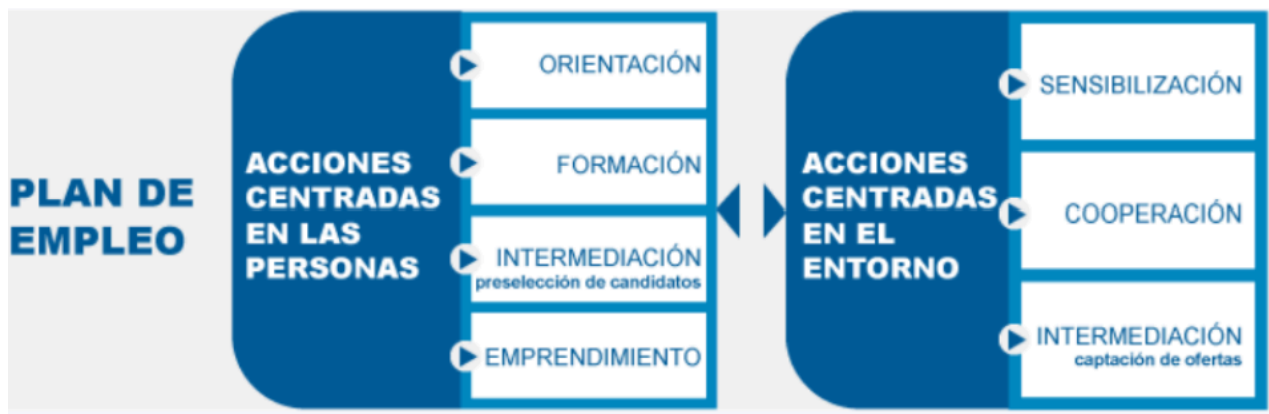 PLAN DE
EMPLEO
ACCIONES
CENTRADAS
EN LAS
PERSONAS
ORIENTACIÓN
FORMACIÓN
INTERMEDIACIÓN
preselección de candidatos
EMPRENDIMIENTO
ACCIONES
CENTRADAS
EN EL
ENTORNO
SENSIBILIZACIÓN
COOPERACIÓN
INTERMEDIACIÓN
captación de ofertas